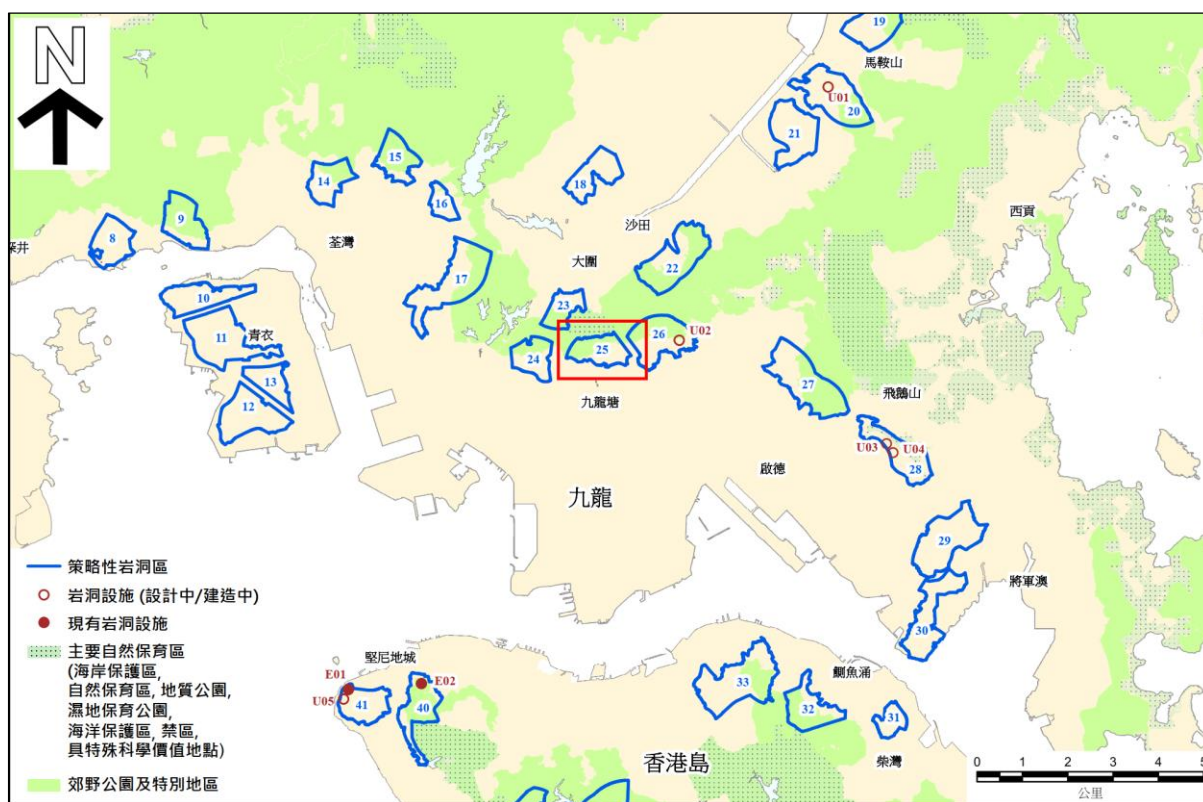 N
19
馬鞍山
U01
20
21
15
14
16
18
9
8
深井
荃灣
沙田
西貢
大圍
22
17
10
23
青衣
11
26
U02
25
24
13
九龍塘
27
12
飛鵝山
U03
U04
28
啟德
九龍
29
將軍澳
30
策略性岩洞區
岩洞設施 (設計中/建造中)
現有岩洞設施
主要自然保育區
(海岸保護區,
自然保育區, 地質公園,
濕地保育公園,
海洋保護區, 禁區,
具特殊科學價值地點)
郊野公園及特別地區
堅尼地城
E01
E02
U05
41
40
33
鰂魚涌
32
31
柴灣
香港島
0 1 2 3 4 5
公里